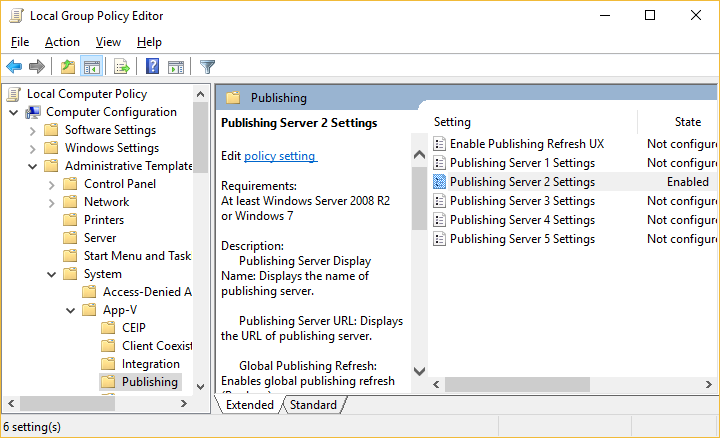 Local Group Policy Editor
File Action View Help
Local Computer Policy
Computer Configuration
Software Settings
Windows Settings
Administrative Template
Control Panel
Network
Printers
Server
Start Menu and Task
System
Access-Denied A
App-V
CEIP
Client Coexist
Integration
Publishing
Publishing
Publishing Server 2 Settings
Edit policy setting
Requirements:
At least Windows Server 2008 R2
or Windows 7
Description:
Publishing Server Display
Name: Displays the name of
publishing server.
Publishing Server URL: Displays
the URL of publishing server.
Global Publishing Refresh:
Enables global publishing refresh
Setting State
Enable Publishing Refresh UX Not configure
Publishing Server 1 Settings Not configure
Publishing Server 2 Settings Enabled
Publishing Server 3 Settings Not configure
Publishing Server 4 Settings Not configure
Publishing Server 5 Settings Not configure
Extended Standard
6 setting(s)